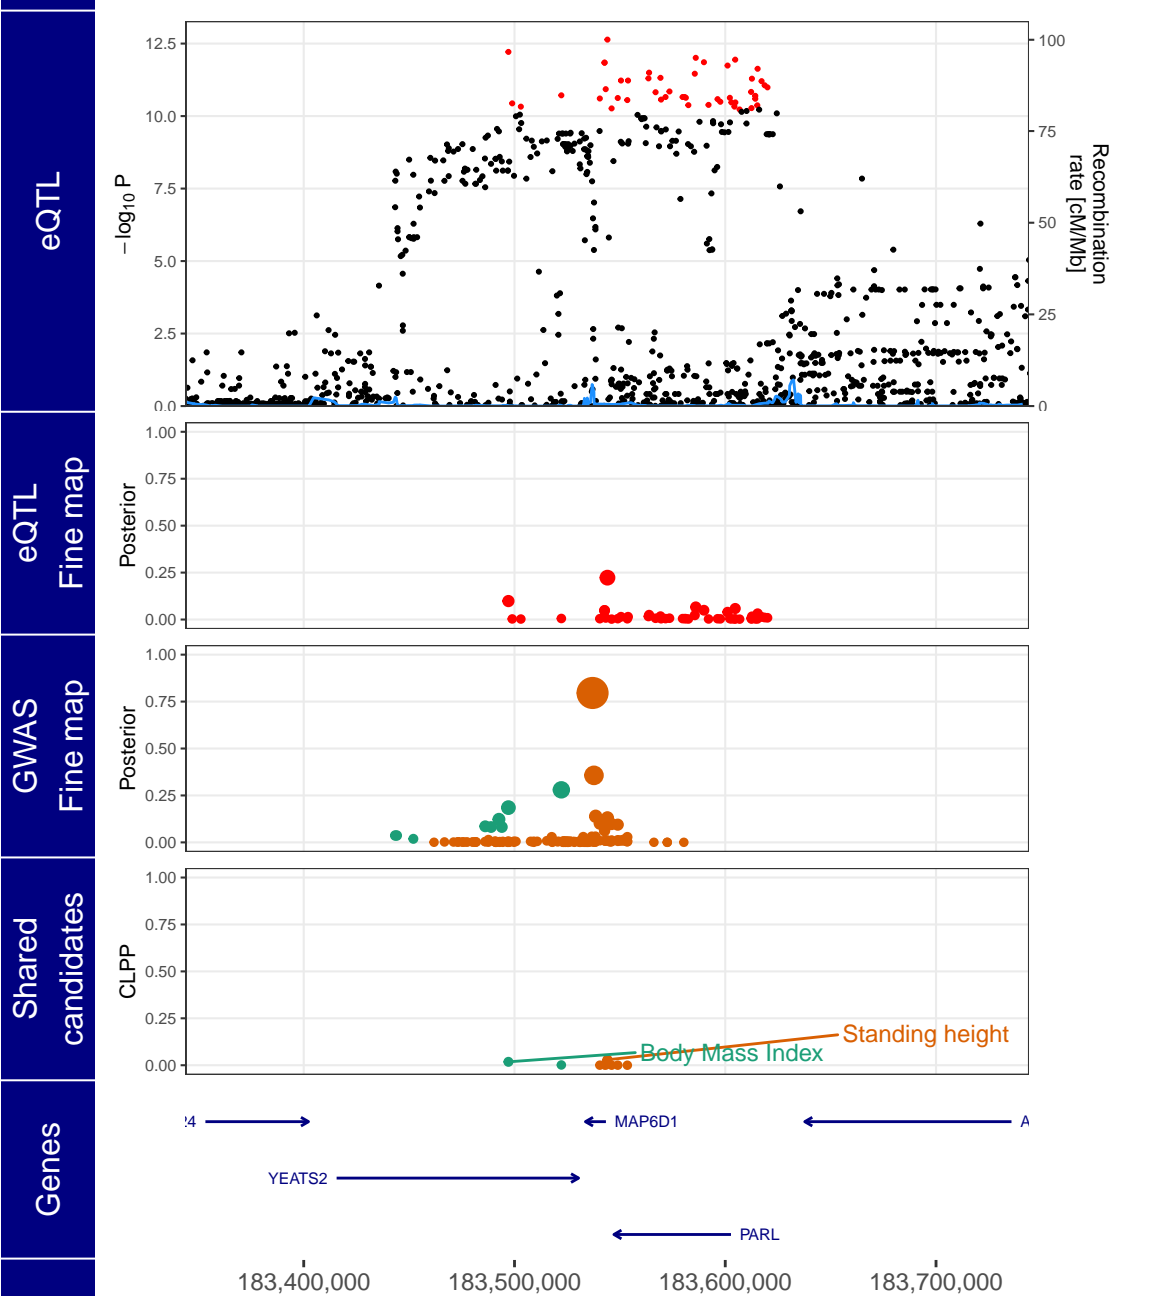 eQTL
−log10 P
12.5
10.0
7.5
5.0
2.5
0.0
100
75
50
25
0
Recombination
rate [cM/Mb]
eQTL
Fine map
Posterior
1.00
0.75
0.50
0.25
0.00
GWAS
Fine map
Posterior
1.00
0.75
0.50
0.25
0.00
Shared
candidates
CLPP
1.00
0.75
0.50
0.25
0.00
Standing height
Body Mass Index
Genes
24
MAP6D1
A
YEATS2
PARL
183,400,000
183,500,000
183,600,000
183,700,000